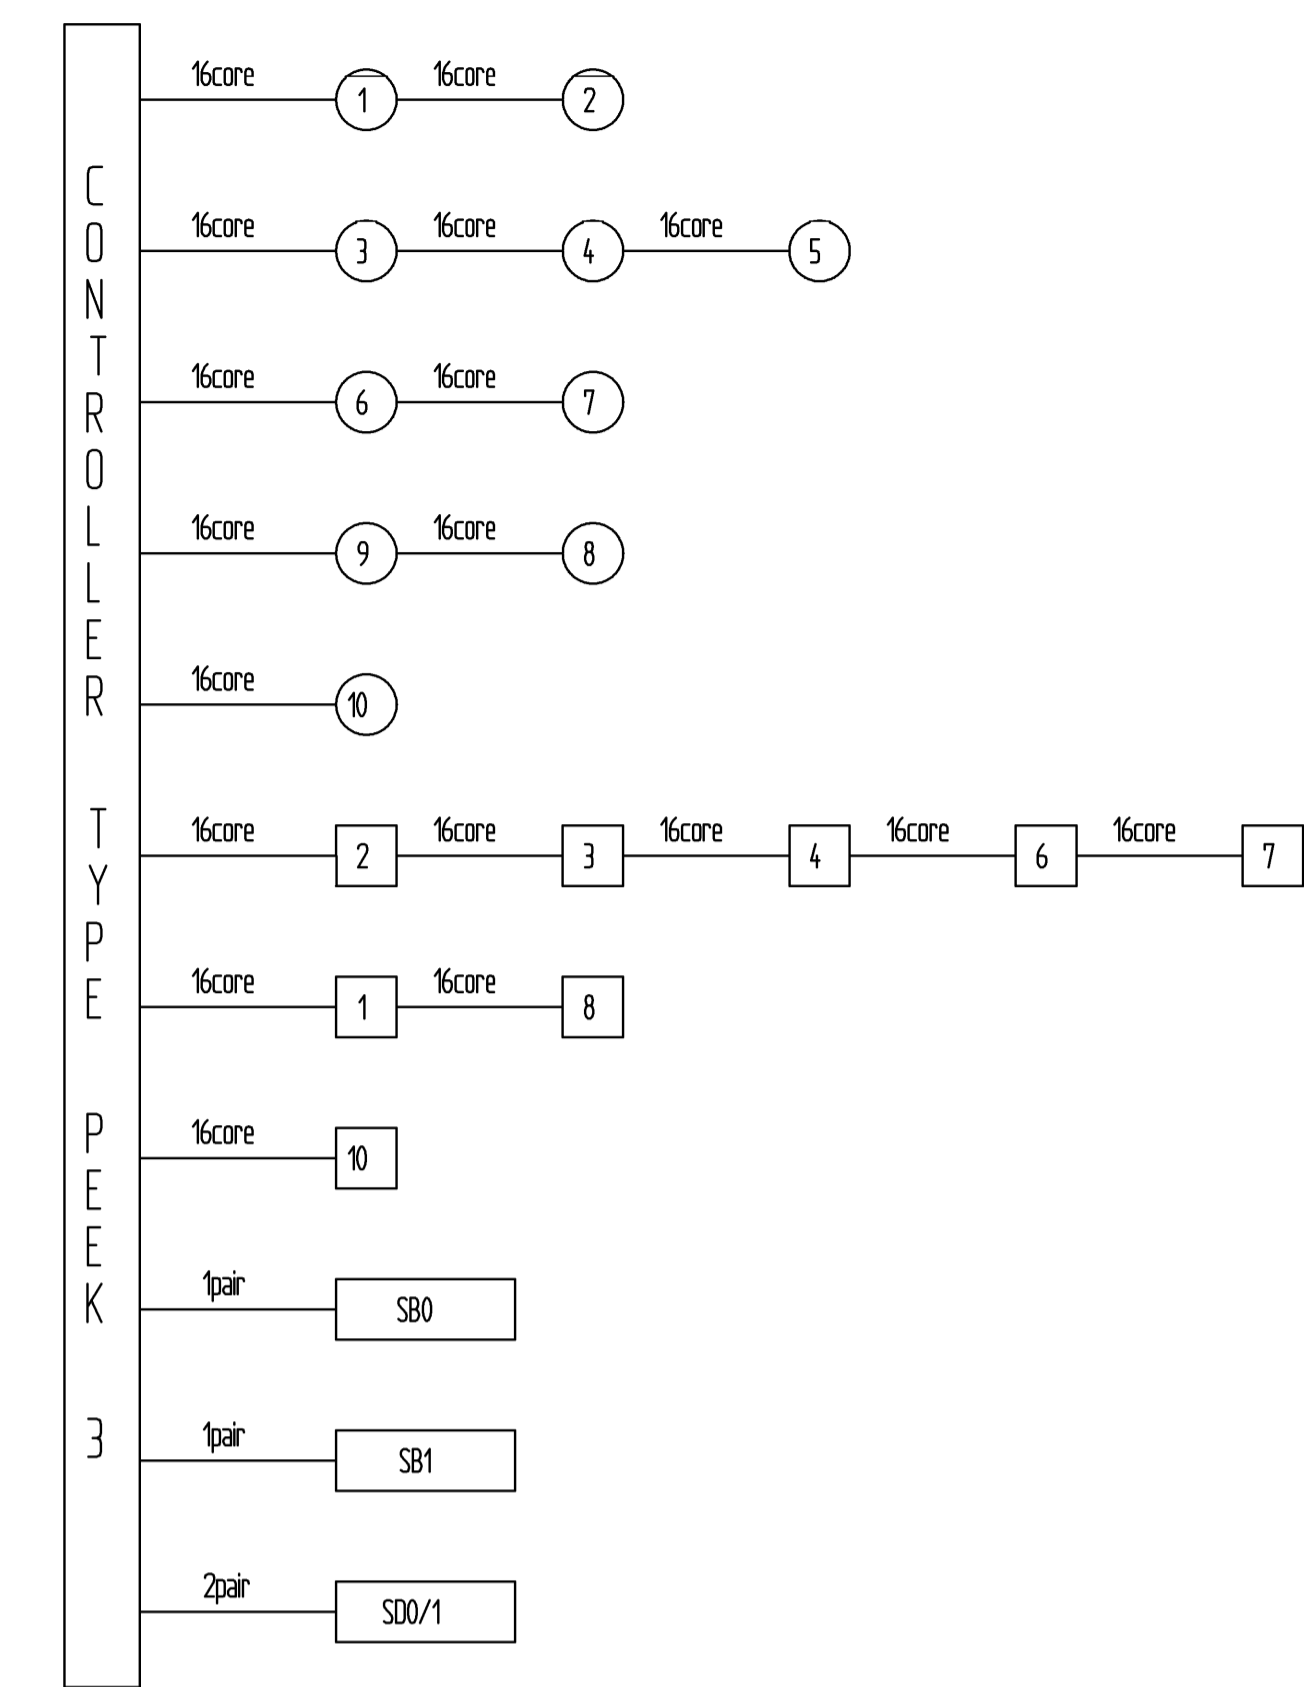 CONTROLLER TYPE PEEK 3
16core 1 16core 2
16core 3 16core 4 16core 5
16core 6 16core 7
16core 9 16core 8
16core 10
16core 2 16core 3 16core 4 16core 6 16core 7
16core 1 16core 8
16core 10
1pair SB0
1pair SB1
2pair SD0/1